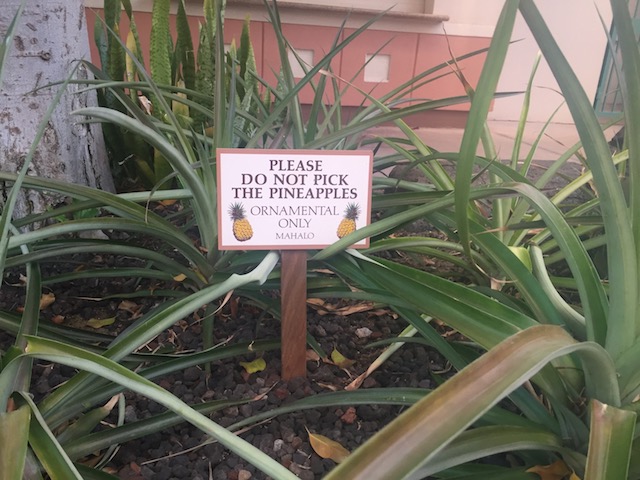 PLEASE
DO NOT PICK
THE PINEAPPLES
ORNAMENTAL
ONLY
MAHALO